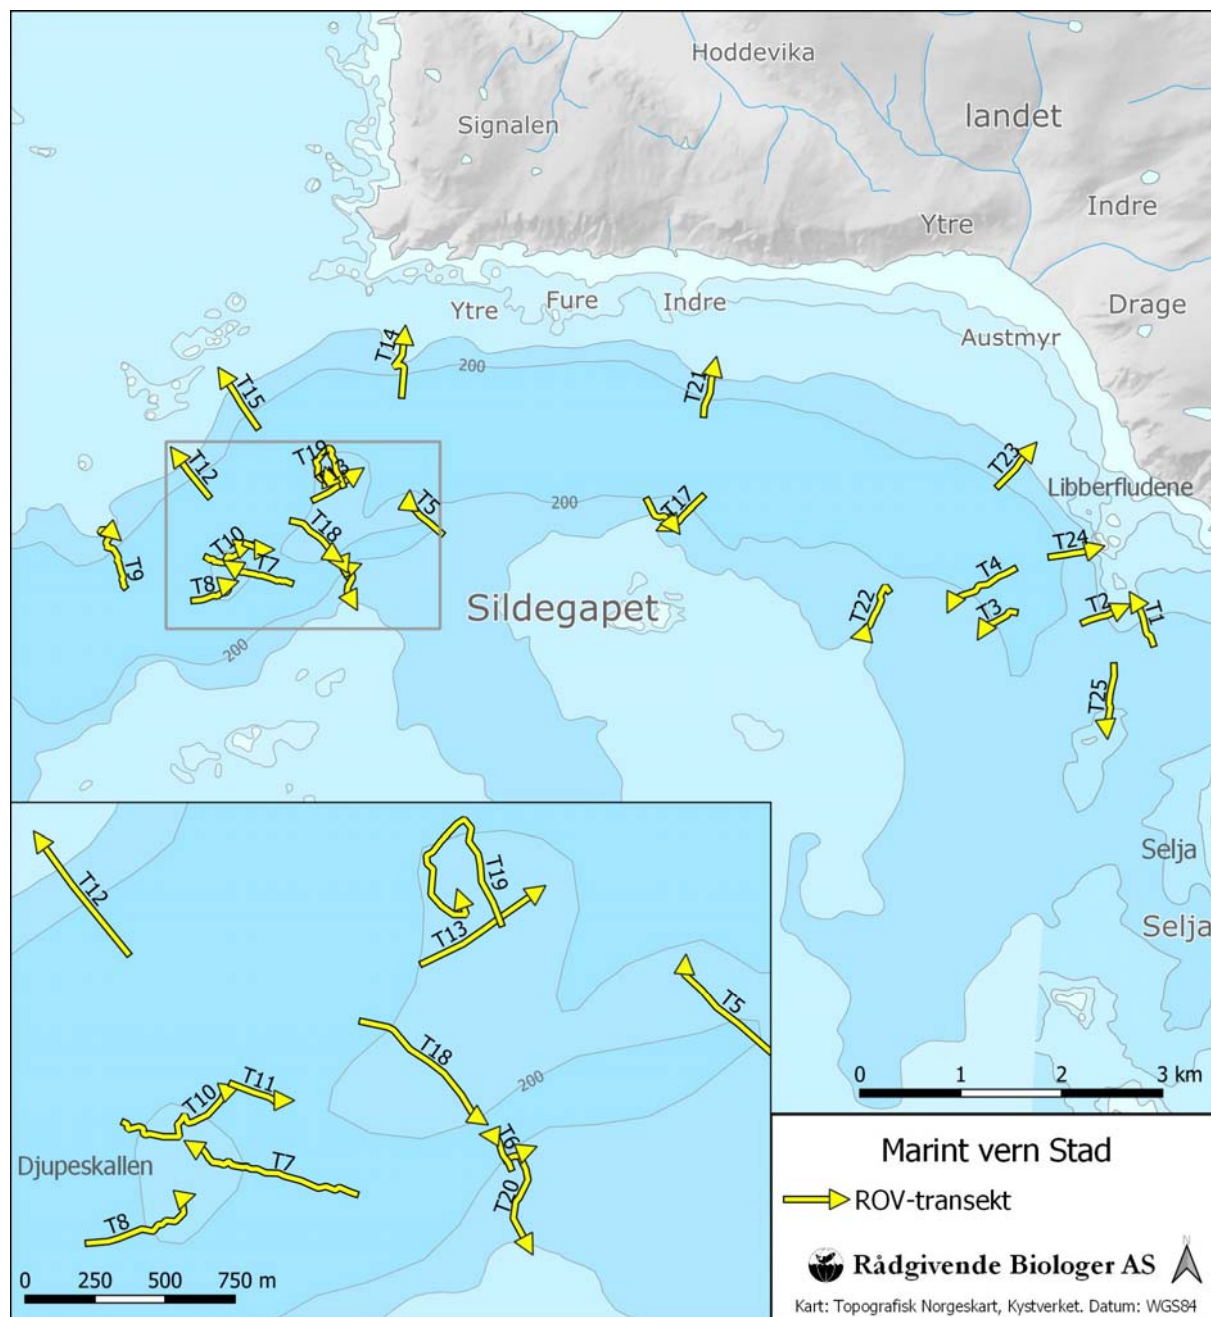 Hoddevika
Signalen
landet
Indre
Ytre
Drage
Ytre
Fure
Indre
Austmyr
T14
200
T15
T21
T19
T13
T12
T5
T23
Libberfludene
200
T17
T18
T10
T7
T9
T8
T24
T4
T3
T22
T2
T1
Sildegapet
200
T25
Selja
Selja
T12
T19
T13
T5
T18
200
T11
T10
T6
T7
Djupeskallen
T20
T8
0 250 500 750 m
0 1 2 3 km
Marint vern Stad
ROV-transekt
N
Rådgivende Biologer AS
Kart: Topografisk Norgeskart, Kystverket. Datum: WGS84